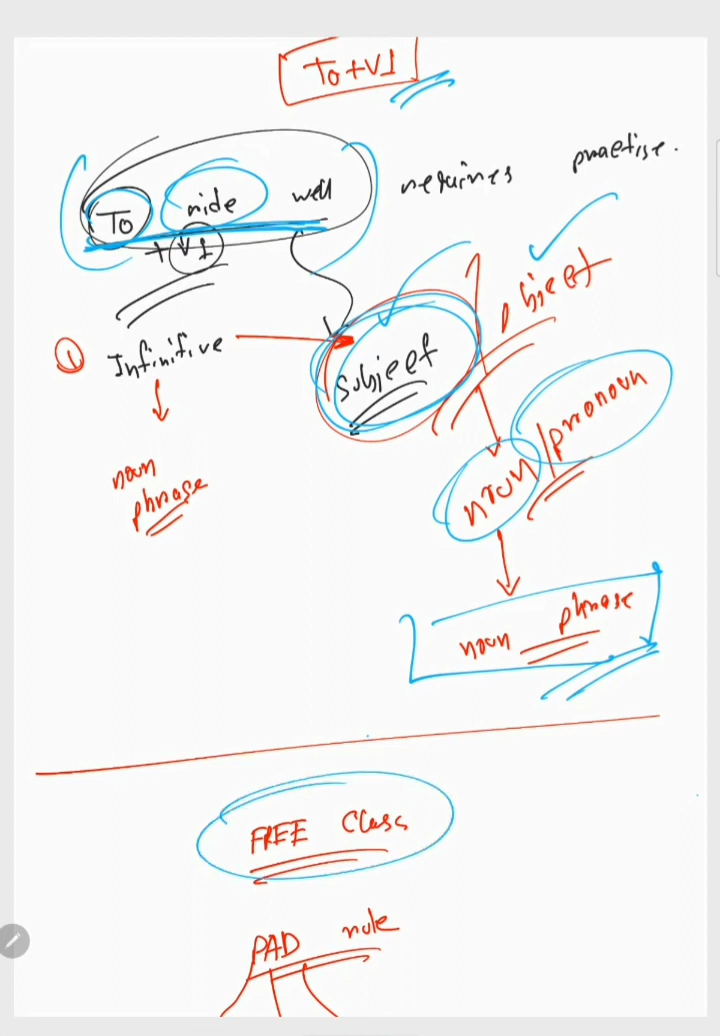 To+V1
To ride well requires practise.
+ V1
① Infinitive
subject / object
noun phrase
noun/pronoun
noun phrase
FREE Class
PAD note